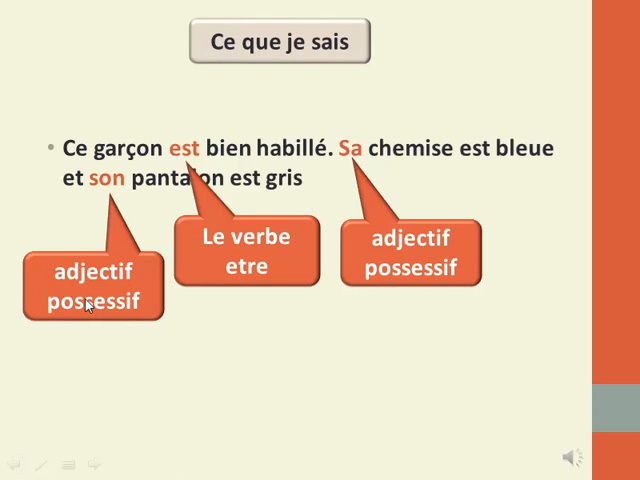 Ce que je sais
• Ce garçon est bien habillé. Sa chemise est bleue
et son pantalon est gris
Le verbe
etre
adjectif
possessif
adjectif
possessif